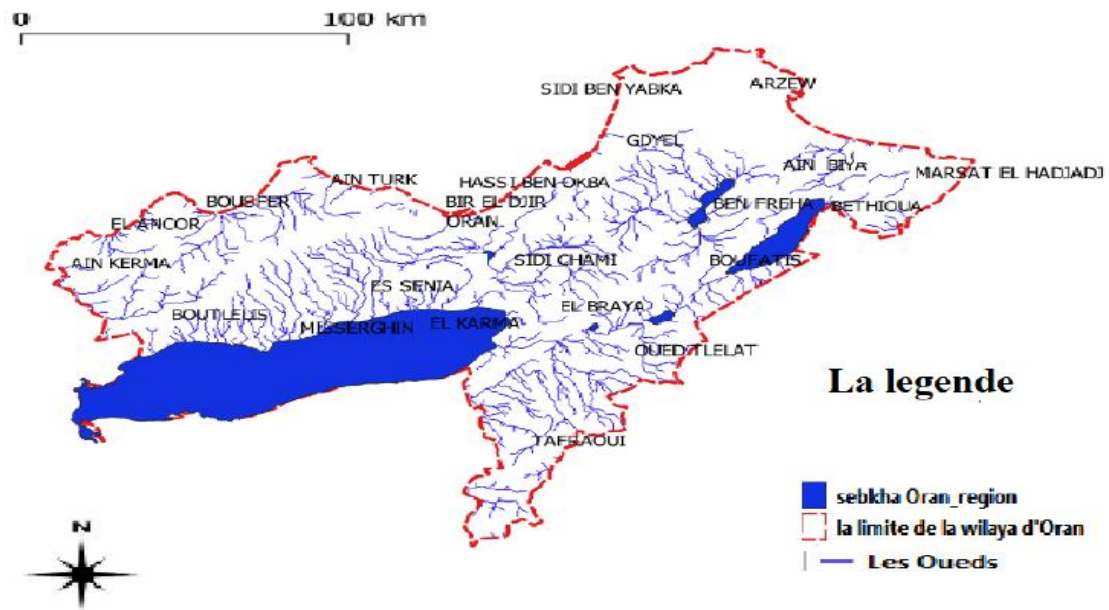 0 100 km
ARZEW
SIDI BEN YABKA
GDYEL
AIN BIYA
MARSAT EL HADJADJ
AIN TURK
HASSI BEN OKBA
BOUSFER
BIR EL DJIR
BEN FREHA
BETHIOUA
EL ANCOR
ORAN
AIN KERMA
SIDI CHAMI
BOUFATIS
ES SENIA
EL BRAYA
BOUTLELIS
MISSERGHIN
EL KARMA
OUED TLELAT
TAFRAOUI
La legende
sebkha Oran_region
la limite de la wilaya d'Oran
Les Oueds
N